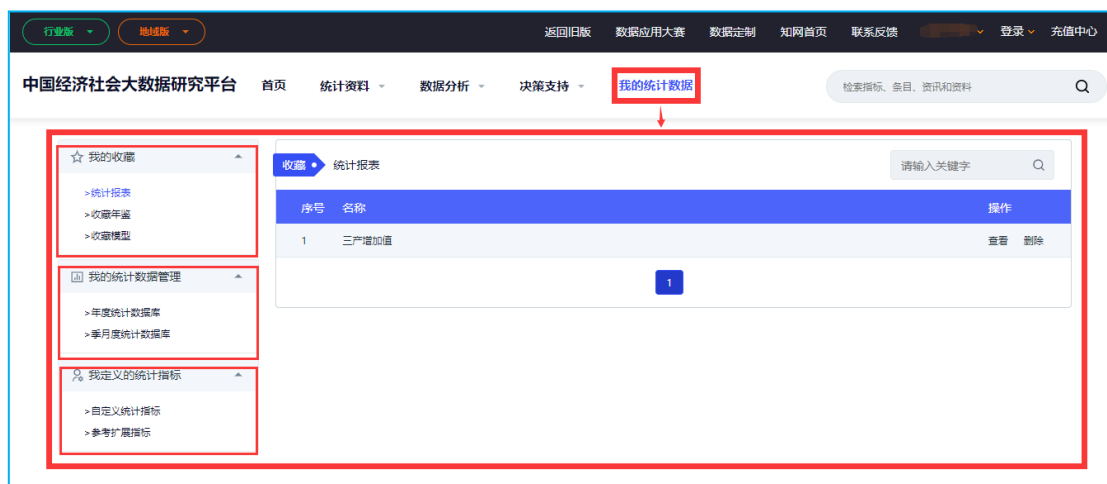 行业版 地域版 返回旧版 数据应用大赛 数据定制 知网首页 联系反馈 登录 充值中心
中国经济社会大数据研究平台 首页 统计资料 数据分析 决策支持 我的统计数据 检索指标、条目、资讯和资料
我的收藏
>统计报表
>收藏年鉴
>收藏模型
我的统计数据管理
>年度统计数据库
>季月度统计数据库
我定义的统计指标
>自定义统计指标
>参考扩展指标
收藏 统计报表 请输入关键字
序号 名称 操作
1 三产增加值 查看 删除
1